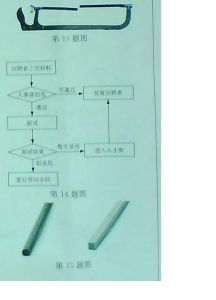 第13题图
应聘者上交材料
人事部初选
不通过
答复应聘者
通过
面试
面试结果
暂不录用
进入人才库
拟录用
签订劳动合同
第14题图
第15题图